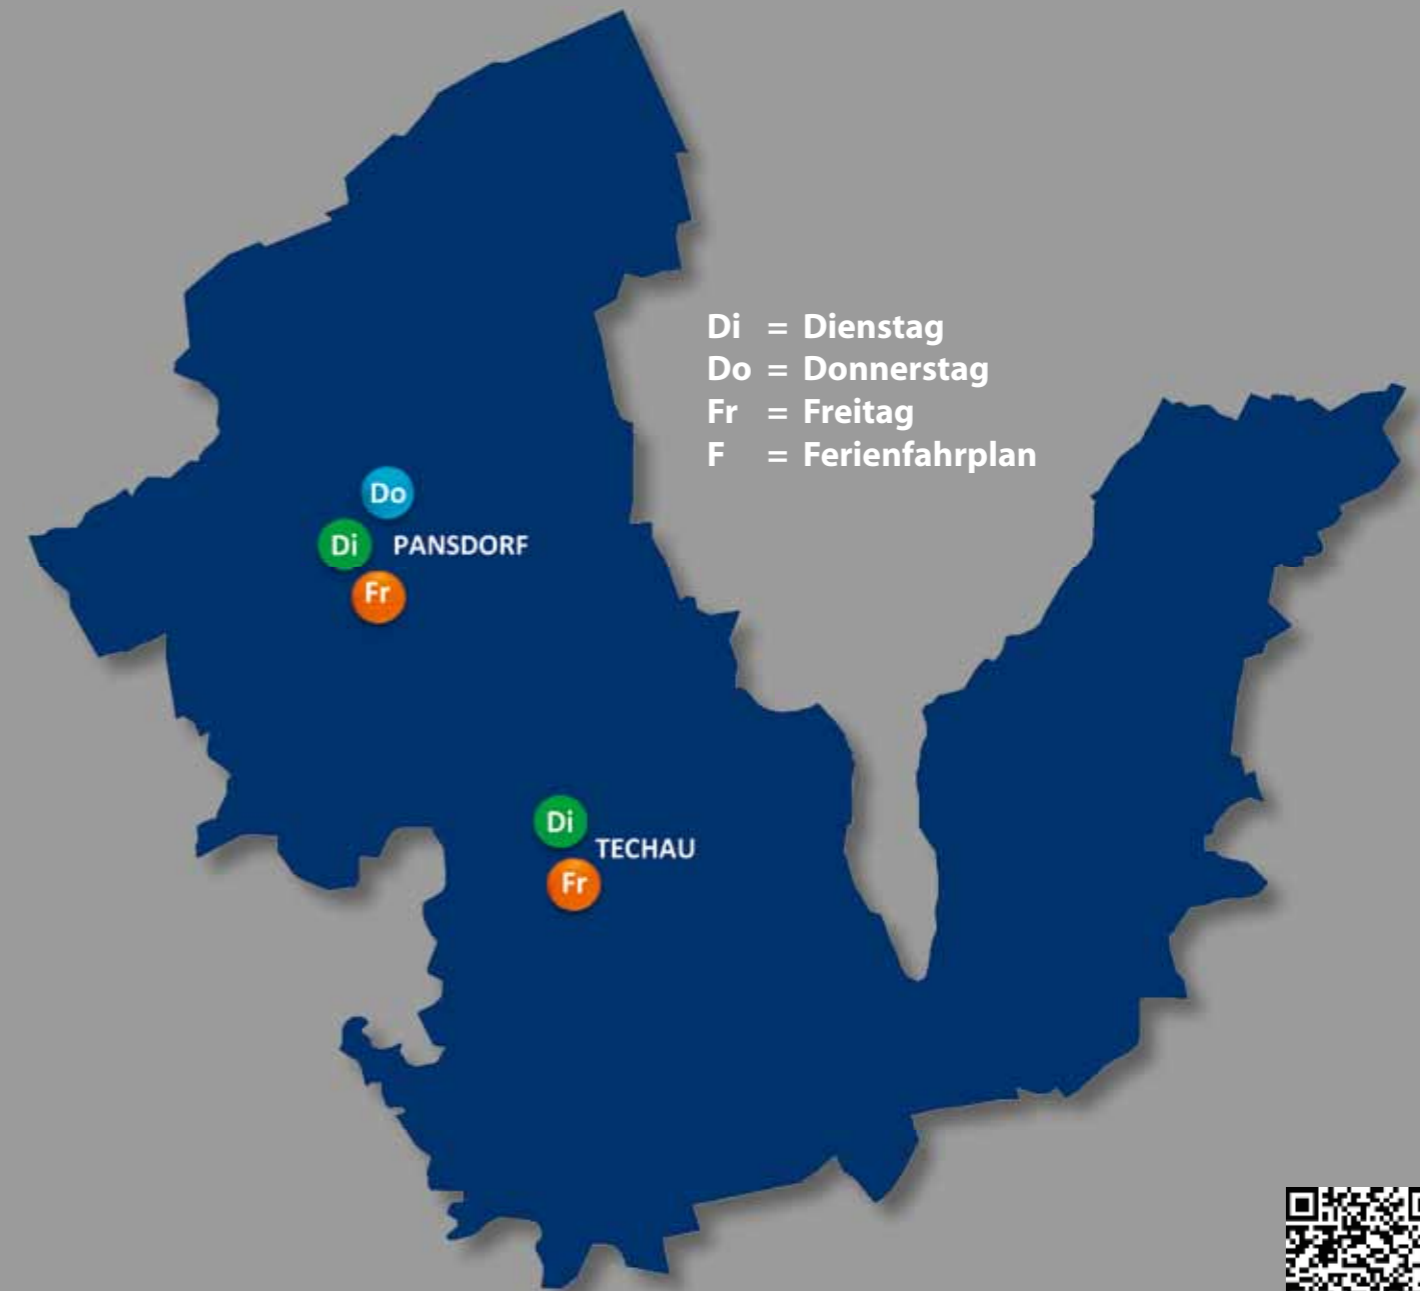 Di = Dienstag
Do = Donnerstag
Fr = Freitag
F = Ferienfahrplan
Do
Di PANSDORF
Fr
Di
TECHAU
Fr